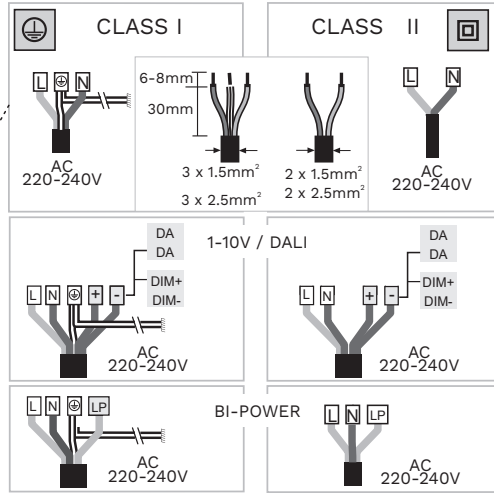 CLASS I
CLASS II
L N
6-8mm
30mm
L N
AC
220-240V
3 x 1.5mm²
3 x 2.5mm²
2 x 1.5mm²
2 x 2.5mm²
AC
220-240V
1-10V / DALI
DA
DA
DIM+
DIM-
L N + -
AC
220-240V
DA
DA
DIM+
DIM-
L N + -
AC
220-240V
BI-POWER
L N LP
AC
220-240V
L N LP
AC
220-240V